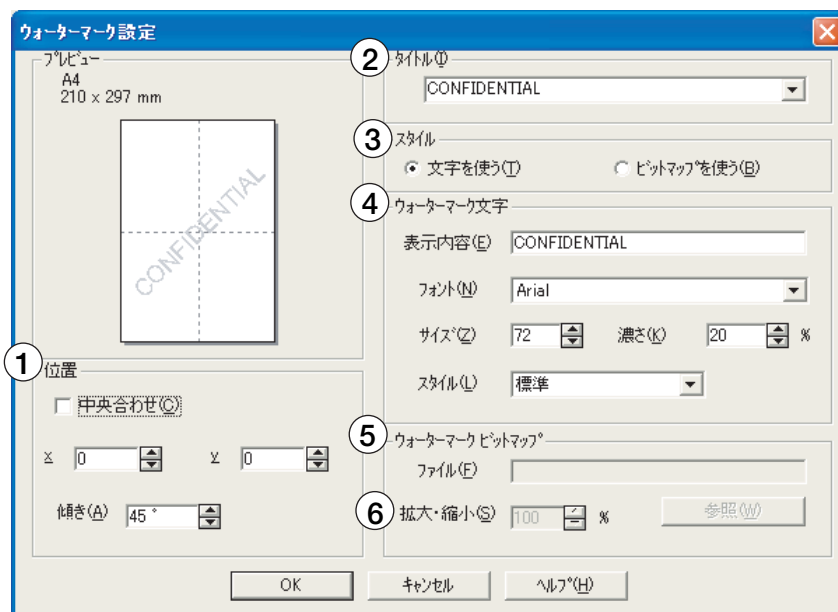 ウォーターマーク設定
プレビュー
A4
210 x 297 mm
CONFIDENTIAL
① 位置
中央合わせ(C)
x 0 y 0
傾き(A) 45 °
② タイトル(I)
CONFIDENTIAL
③ スタイル
文字を使う(T) ビットマップを使う(B)
④ ウォーターマーク文字
表示内容(E) CONFIDENTIAL
フォント(N) Arial
サイズ(Z) 72 濃さ(K) 20 %
スタイル(L) 標準
⑤ ウォーターマーク ビットマップ
ファイル(F)
⑥ 拡大・縮小(S) 100 % 参照(W)
OK キャンセル ヘルプ(H)